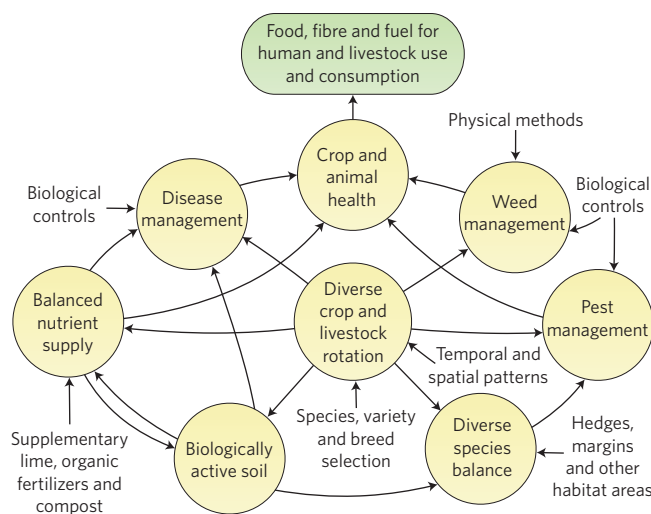 Food, fibre and fuel for
human and livestock use
and consumption
Physical methods
Crop and
animal
health
Biological
controls
Disease
management
Weed
management
Biological
controls
Balanced
nutrient
supply
Diverse
crop and
livestock
rotation
Pest
management
Temporal and
spatial patterns
Supplementary
lime, organic
fertilizers and
compost
Biologically
active soil
Species, variety
and breed
selection
Diverse
species
balance
Hedges,
margins
and other
habitat areas